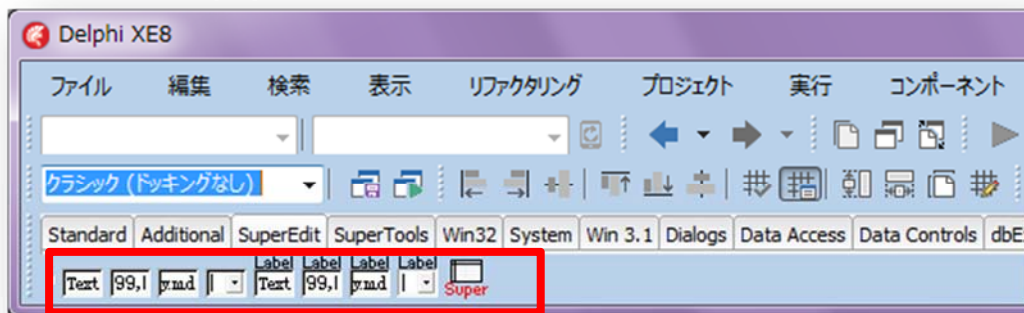 Delphi XE8
ファイル 編集 検索 表示 リファクタリング プロジェクト 実行 コンポーネント
クラシック (ドッキングなし)
Standard Additional SuperEdit SuperTools Win32 System Win 3.1 Dialogs Data Access Data Controls dbE
Label Label Label Label
Text 99,1 y.md Text 99,1 y.md
Super